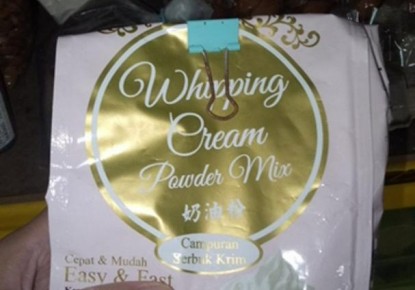 Whipping
Cream
Powder Mix
奶油粉
Campuran
Serbuk Krim
Cepat & Mudah
Easy & Fast